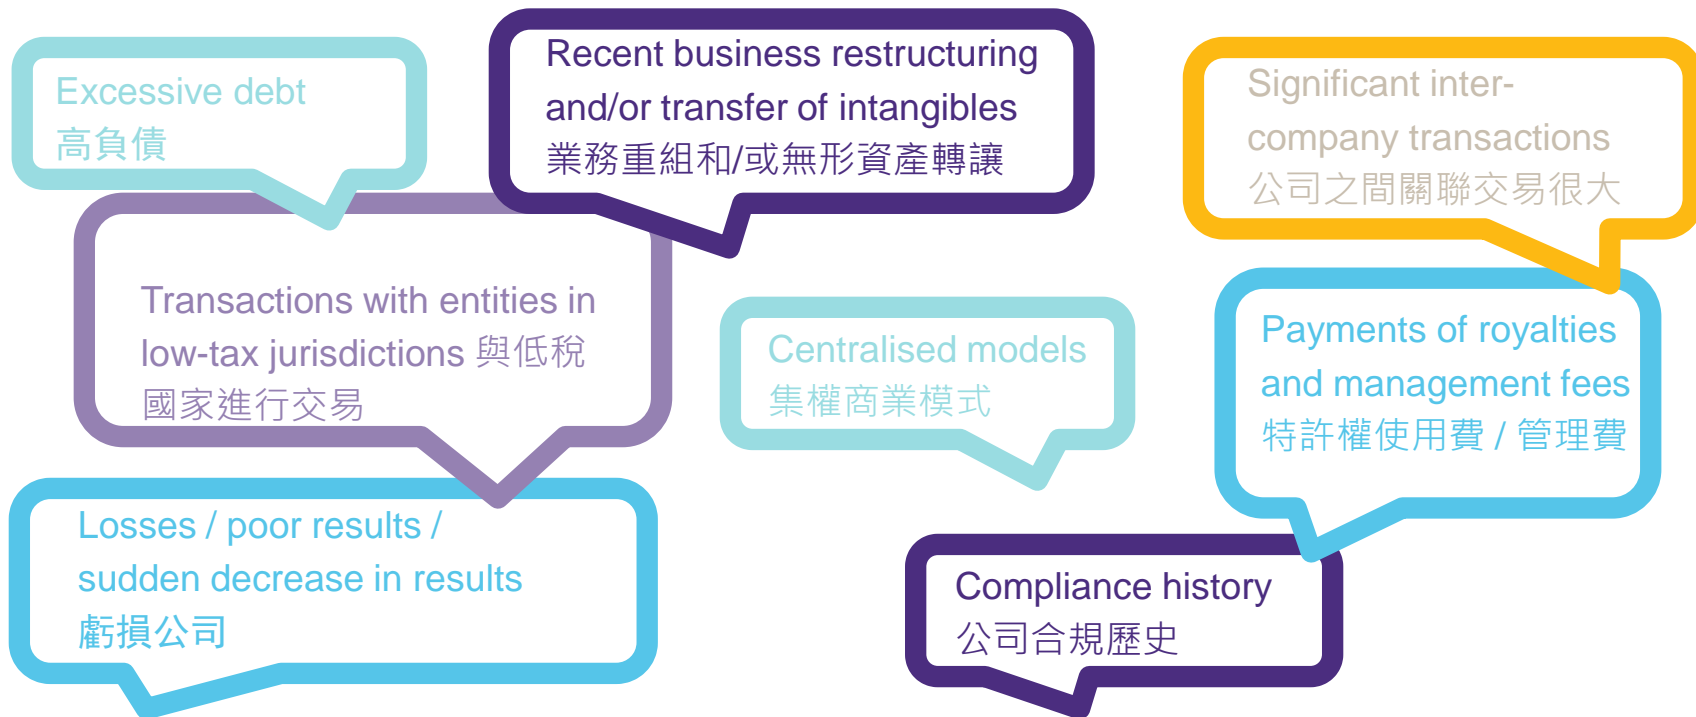 Excessive debt
高負債
Recent business restructuring
and/or transfer of intangibles
業務重組和/或無形資產轉讓
Significant inter-
company transactions
公司之間關聯交易很大
Transactions with entities in
low-tax jurisdictions 與低稅
國家進行交易
Centralised models
集權商業模式
Payments of royalties
and management fees
特許權使用費 / 管理費
Losses / poor results /
sudden decrease in results
虧損公司
Compliance history
公司合規歷史